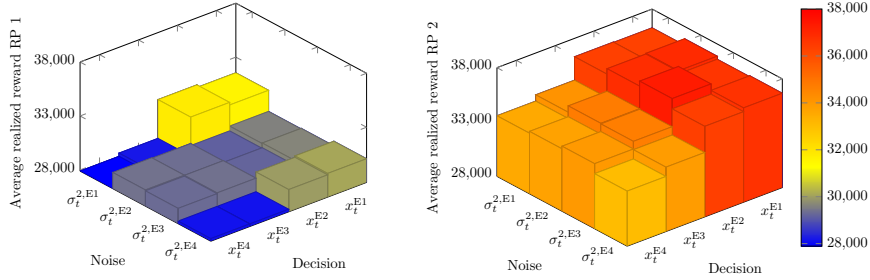 Average realized reward RP 1
38,000
33,000
28,000
σ_t^{2,E1}
σ_t^{2,E2}
σ_t^{2,E3}
σ_t^{2,E4}
Noise
x_t^{E4}
x_t^{E3}
x_t^{E2}
x_t^{E1}
Decision
Average realized reward RP 2
38,000
33,000
28,000
σ_t^{2,E1}
σ_t^{2,E2}
σ_t^{2,E3}
σ_t^{2,E4}
Noise
x_t^{E4}
x_t^{E3}
x_t^{E2}
x_t^{E1}
Decision
38,000
36,000
34,000
32,000
30,000
28,000